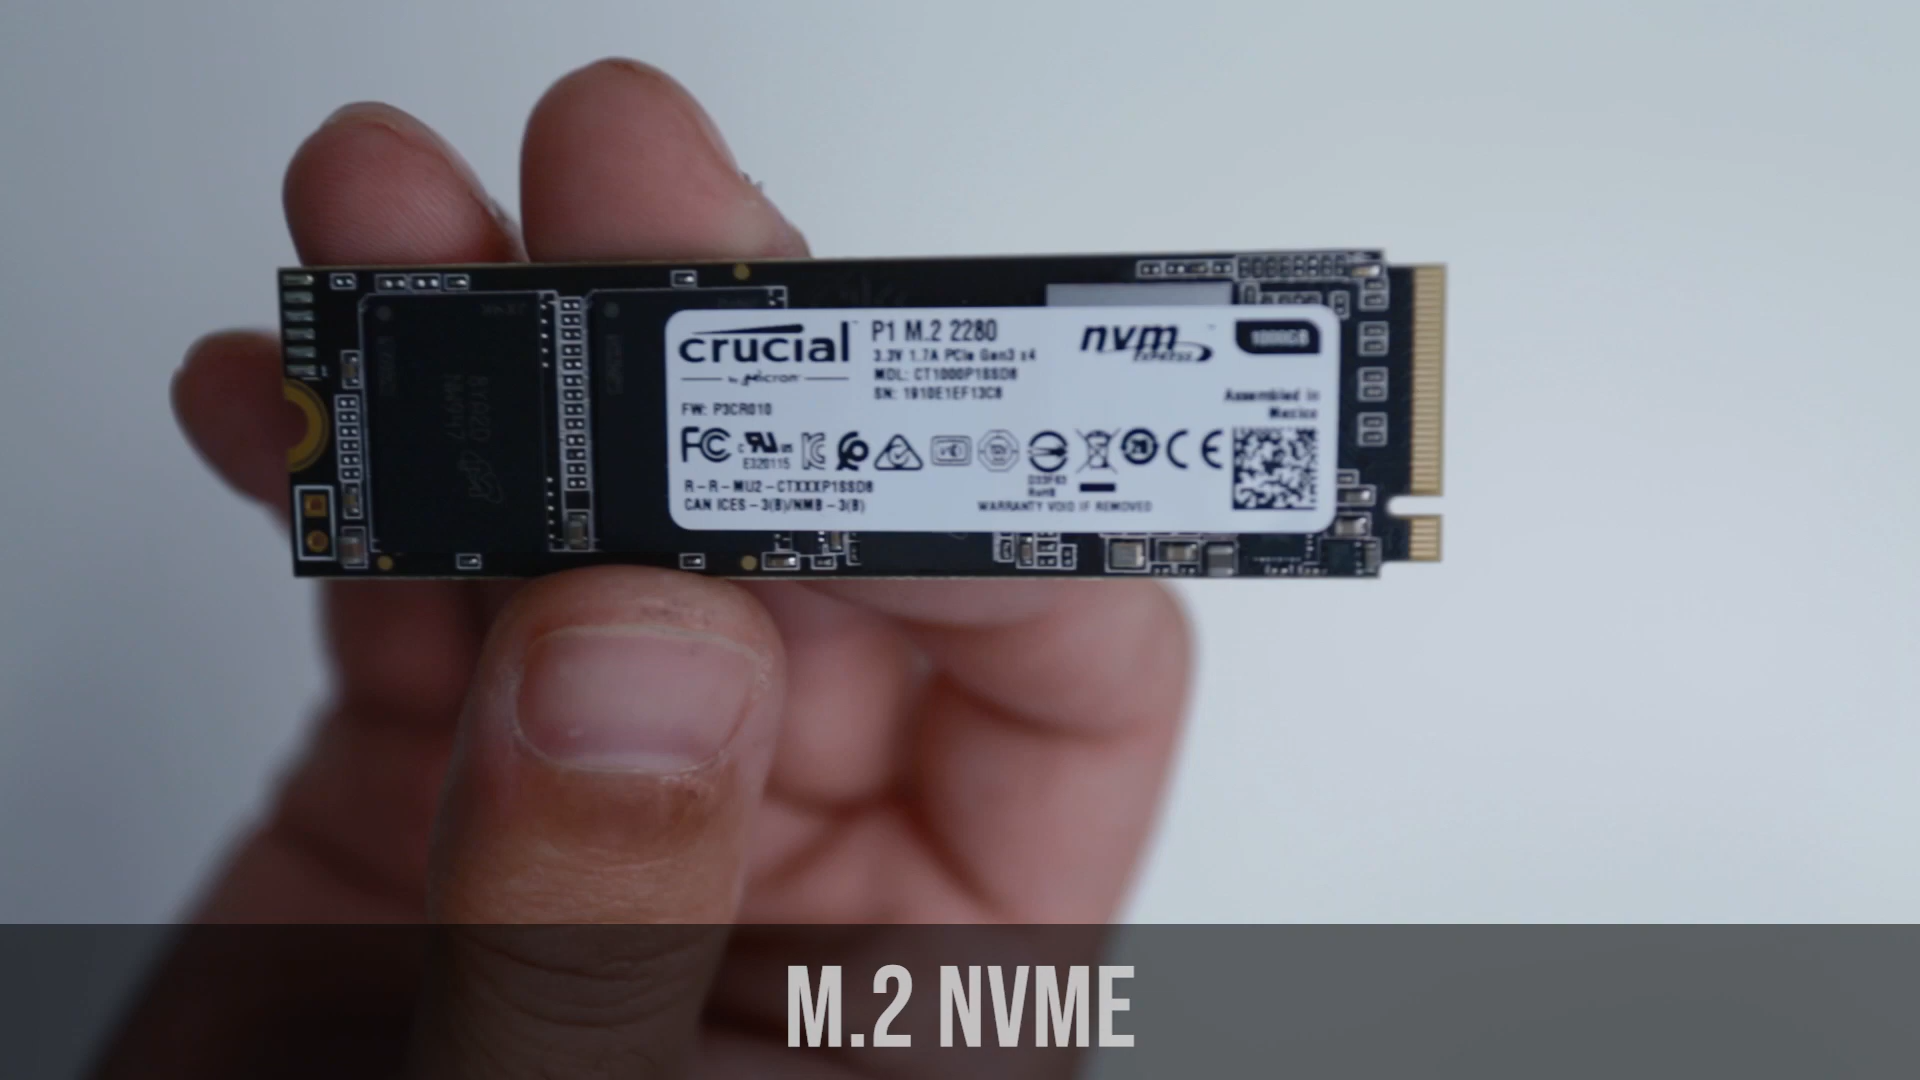 crucial
by Micron
P1 M.2 2280
3.3V 1.7A PCIe Gen3 x4
MDL: CT1000P1SSD8
SN: 1910E1EF13C8
nvm
EXPRESS
1000GB
FW: P3CR010
Assembled in
Mexico
FC
E320115
CE
RoHS
R-R-MU2-CTXXXP1SSD8
CAN ICES-3(B)/NMB-3(B)
WARRANTY VOID IF REMOVED
M.2 NVME